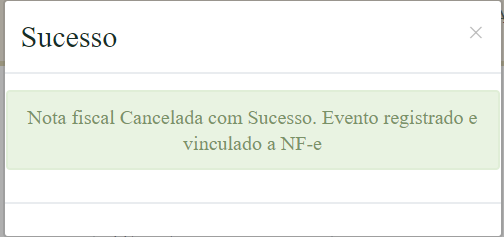 Sucesso ×
Nota fiscal Cancelada com Sucesso. Evento registrado e
vinculado a NF-e